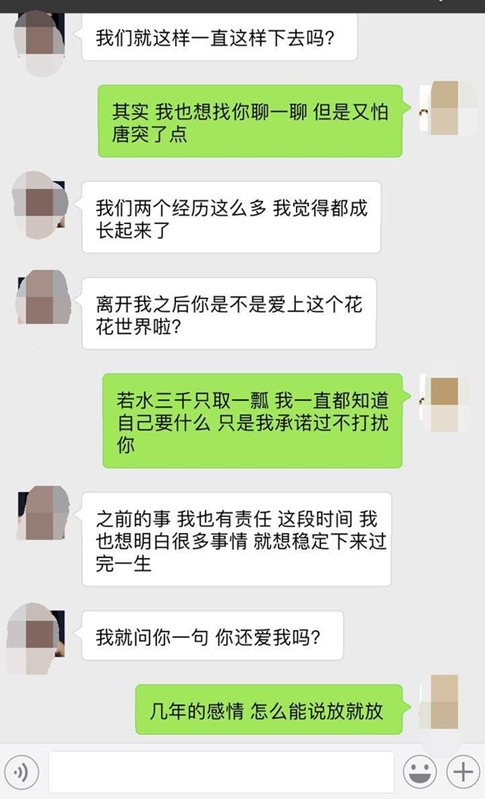 我们就这样一直这样下去吗?
其实 我也想找你聊一聊 但是又怕
唐突了点
我们两个经历这么多 我觉得都成
长起来了
离开我之后你是不是爱上这个花
花世界啦?
若水三千只取一瓢 我一直都知道
自己要什么 只是我承诺过不打扰
你
之前的事 我也有责任 这段时间 我
也想明白很多事情 就想稳定下来过
完一生
我就问你一句 你还爱我吗?
几年的感情 怎么能说放就放